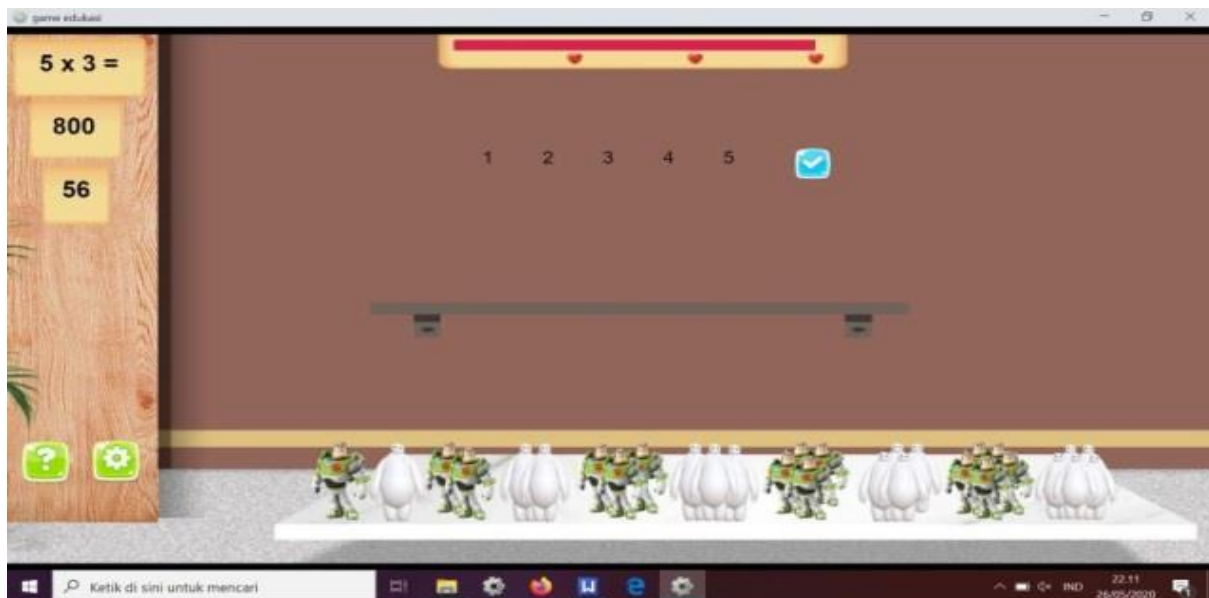 game edukasi
5 x 3 =
800
56
1 2 3 4 5
?
Ketik di sini untuk mencari
IND
22.11
26/05/2020